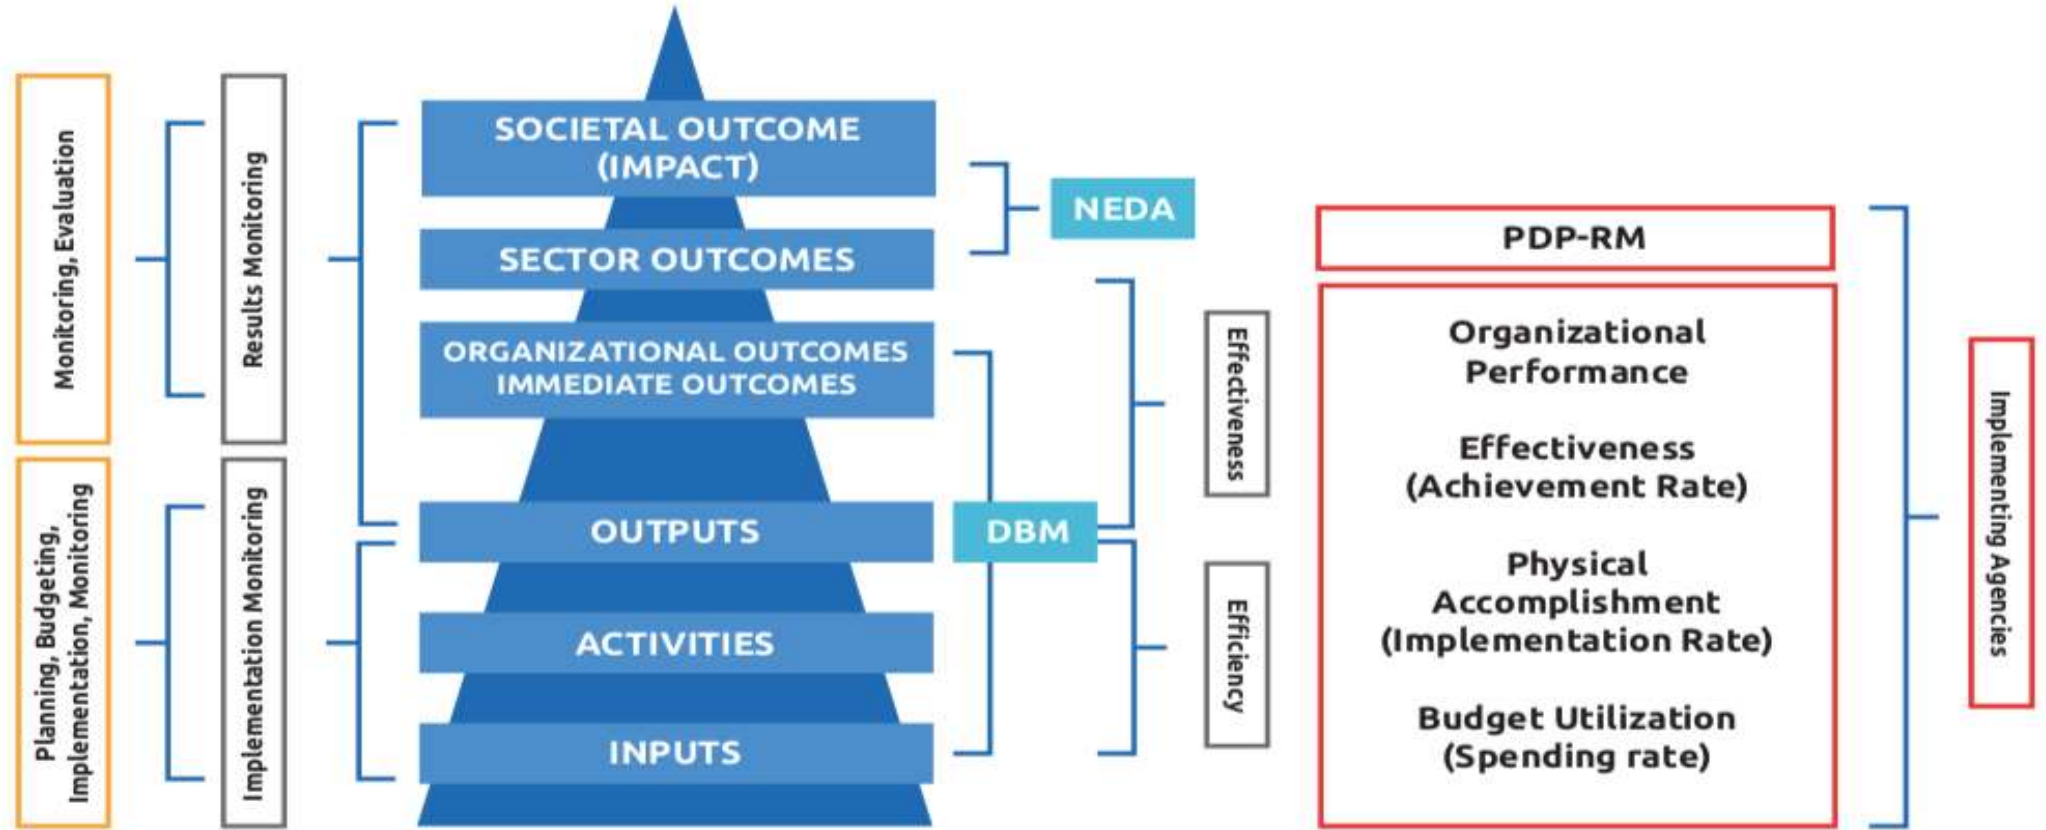 Monitoring, Evaluation
Planning, Budgeting,
Implementation, Monitoring
Results Monitoring
Implementation Monitoring
SOCIETAL OUTCOME
(IMPACT)
SECTOR OUTCOMES
ORGANIZATIONAL OUTCOMES
IMMEDIATE OUTCOMES
OUTPUTS
ACTIVITIES
INPUTS
NEDA
DBM
Effectiveness
Efficiency
PDP-RM
Organizational
Performance
Effectiveness
(Achievement Rate)
Physical
Accomplishment
(Implementation Rate)
Budget Utilization
(Spending rate)
Implementing Agencies